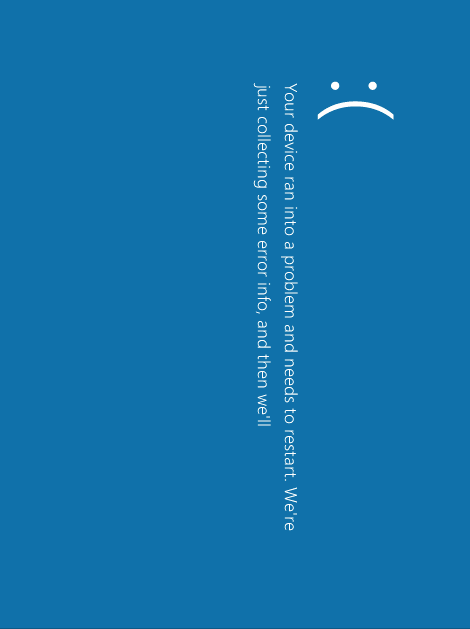 Your device ran into a problem and needs to restart. We're
just collecting some error info, and then we'll